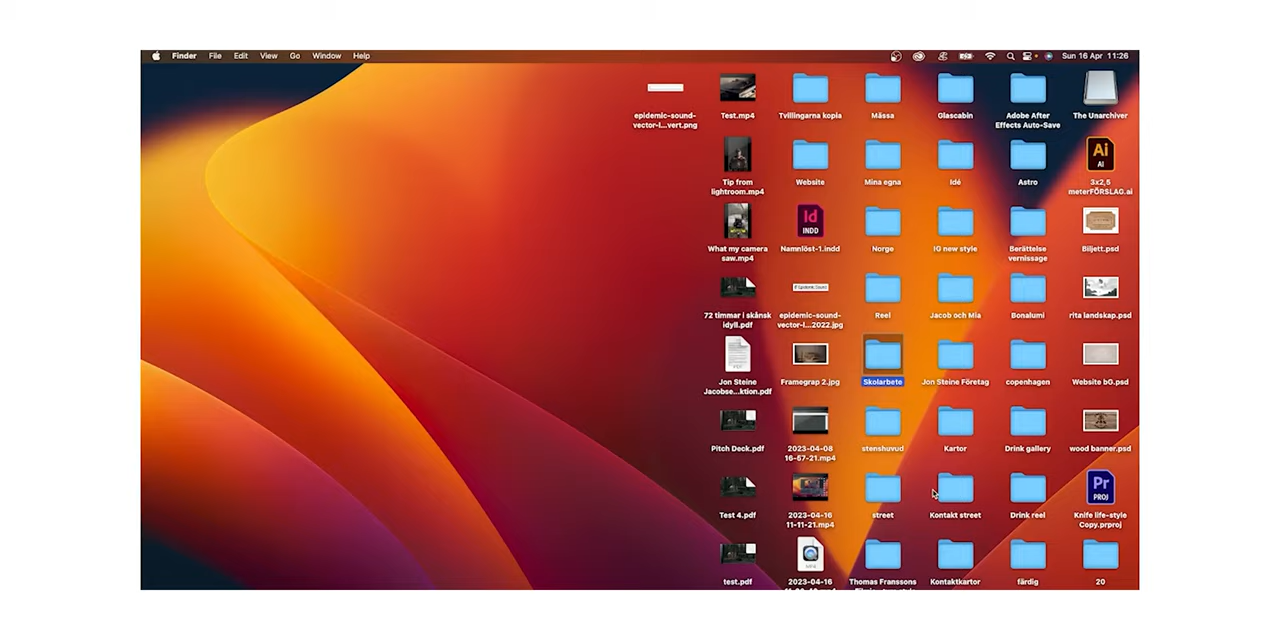 Finder File Edit View Go Window Help Sun 16 Apr 11:26
epidemic-sound-
vector-l...vert.png
Test.mp4
Tvillingarna kopia
Mässa
Glascabin
Adobe After
Effects Auto-Save
The Unarchiver
Tip from
lightroom.mp4
Website
Mina egna
Idé
Astro
Ai
AI
3x2,5
meterFÖRSLAG.ai
What my camera
saw.mp4
Id
INDD
Namnlöst-1.indd
Norge
IG new style
Berättelse
vernissage
Biljett.psd
72 timmar i skånsk
idyll.pdf
epidemic-sound-
vector-l...2022.jpg
Reel
Jacob och Mia
Bonalumi
rita landskap.psd
Jon Steine
Jacobse...ktion.pdf
Framegrap 2.jpg
Skolarbete
Jon Steine Företag
copenhagen
Website bG.psd
Pitch Deck.pdf
2023-04-08
16-57-21.mp4
stenshuvud
Kartor
Drink gallery
wood banner.psd
Test 4.pdf
2023-04-16
11-11-21.mp4
street
Kontakt street
Drink reel
Pr
PROJ
Knife life-style
Copy.prproj
test.pdf
2023-04-16
Thomas Franssons
Kontaktkartor
färdig
20